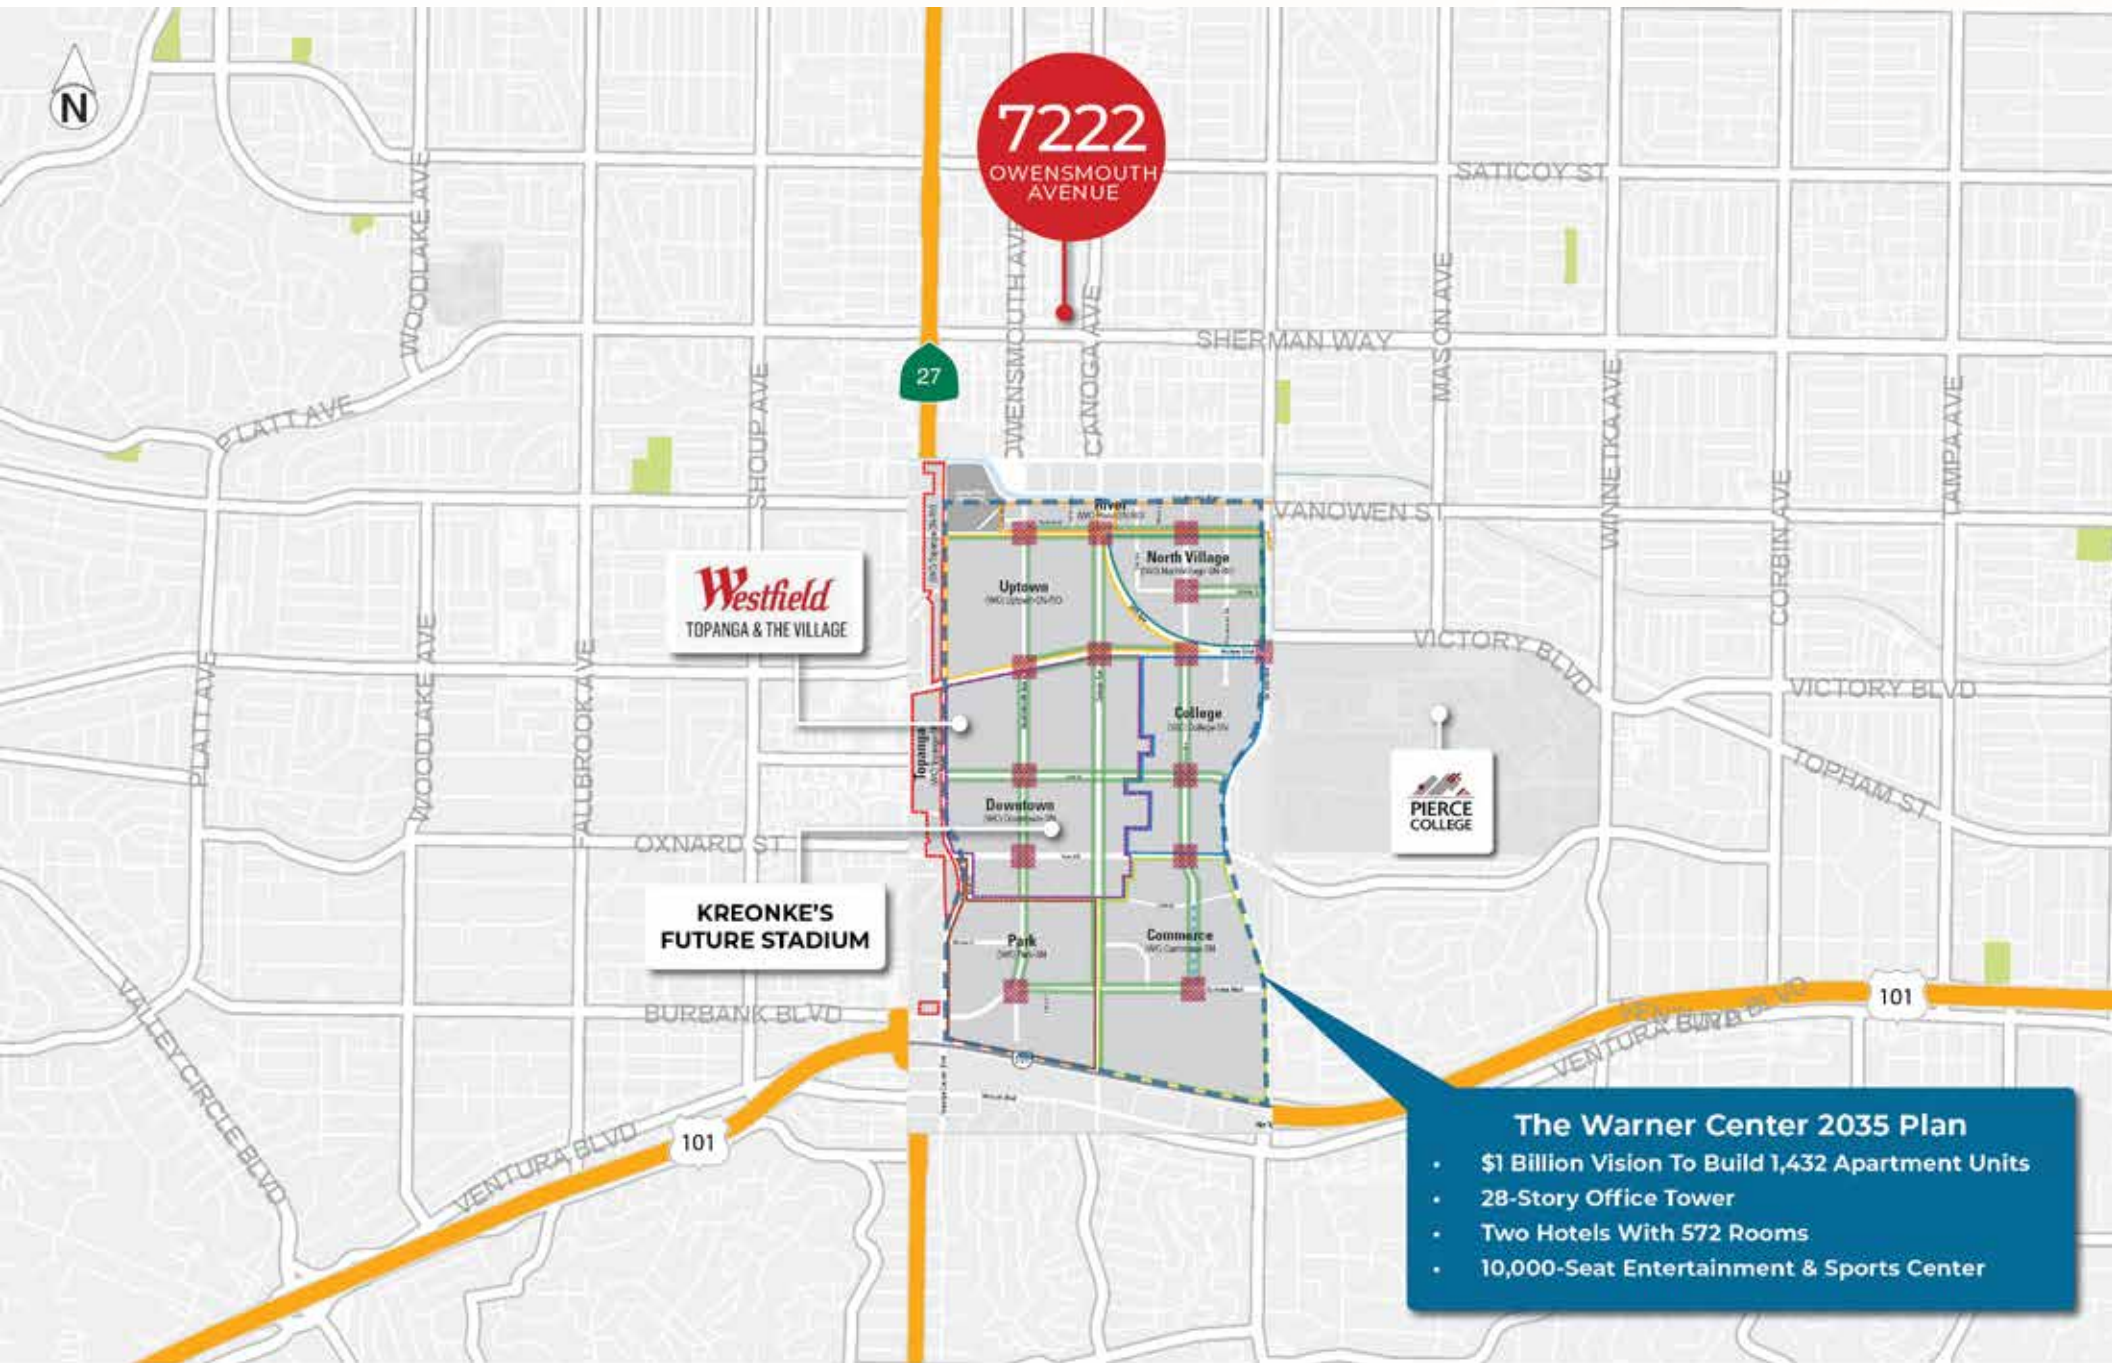 N
7222
OWENSMOUTH
AVENUE
SATICOY ST
WOODLAKE AVE
OWENSMOUTH AVE
CANOGA AVE
MASON AVE
SHERMAN WAY
27
PLATT AVE
SHOUP AVE
WINNETKA AVE
TAMPA AVE
CORBIN AVE
VANOWEN ST
River
North Village
Uptown
Westfield
TOPANGA & THE VILLAGE
VICTORY BLVD
VICTORY BLVD
PLATT AVE
WOODLAKE AVE
FALLBROOK AVE
College
Topanga
Downtown
PIERCE
COLLEGE
TOPHAM ST
OXNARD ST
KREONKE'S
FUTURE STADIUM
Park
Commerce
BURBANK BLVD
VALLEY CIRCLE BLVD
101
VENTURA BLVD
101
VENTURA BLVD
The Warner Center 2035 Plan
• $1 Billion Vision To Build 1,432 Apartment Units
• 28-Story Office Tower
• Two Hotels With 572 Rooms
• 10,000-Seat Entertainment & Sports Center